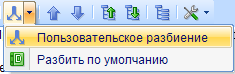 Пользовательское разбиение
Разбить по умолчанию